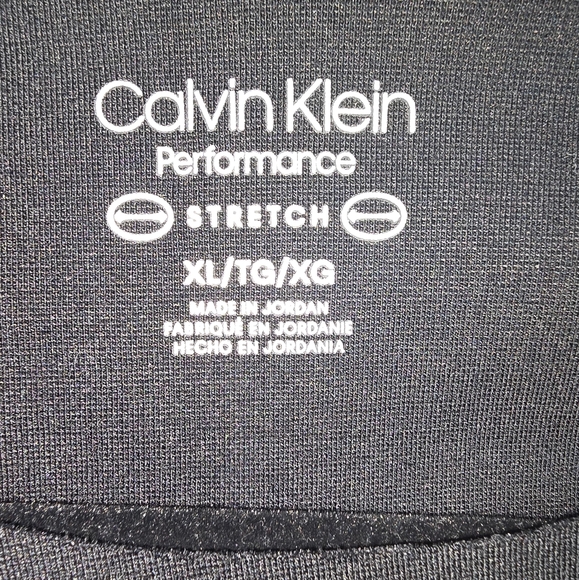 Calvin Klein
Performance
STRETCH
XL/TG/XG
MADE IN JORDAN
FABRIQUÉ EN JORDANIE
HECHO EN JORDANIA